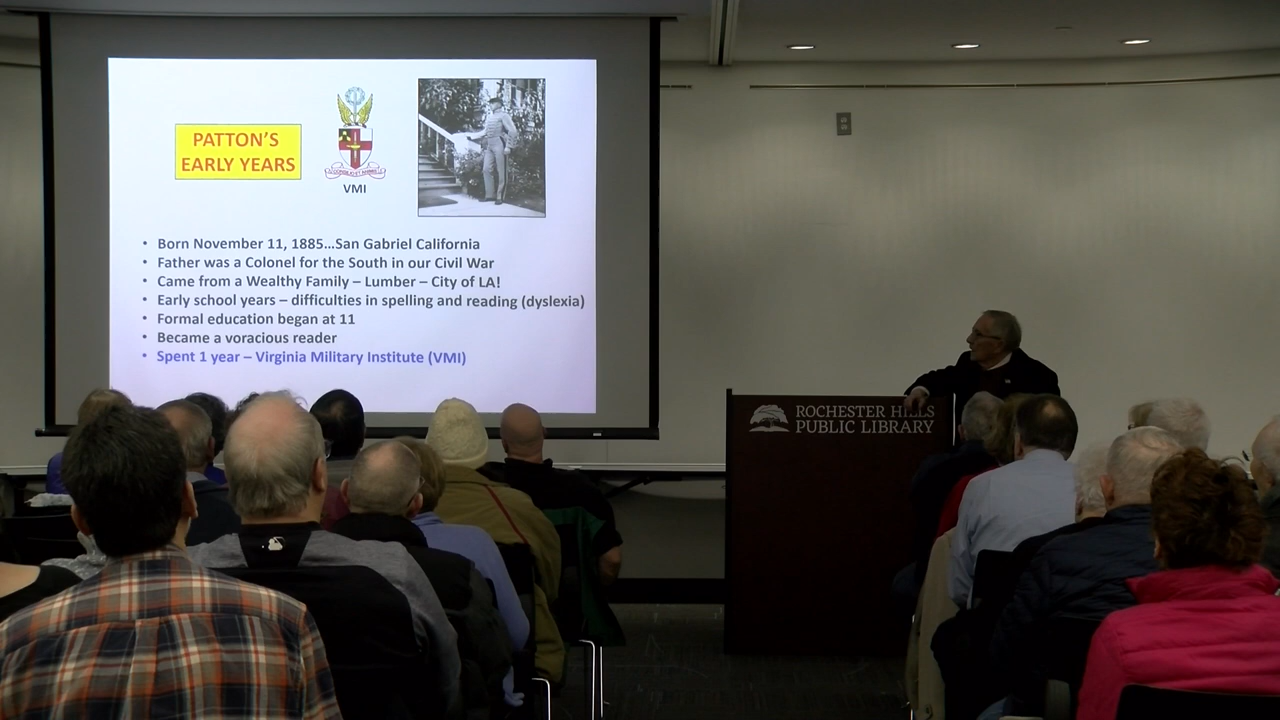 PATTON'S
EARLY YEARS
VMI
• Born November 11, 1885...San Gabriel California
• Father was a Colonel for the South in our Civil War
• Came from a Wealthy Family – Lumber – City of LA!
• Early school years – difficulties in spelling and reading (dyslexia)
• Formal education began at 11
• Became a voracious reader
• Spent 1 year – Virginia Military Institute (VMI)
ROCHESTER HILLS
PUBLIC LIBRARY